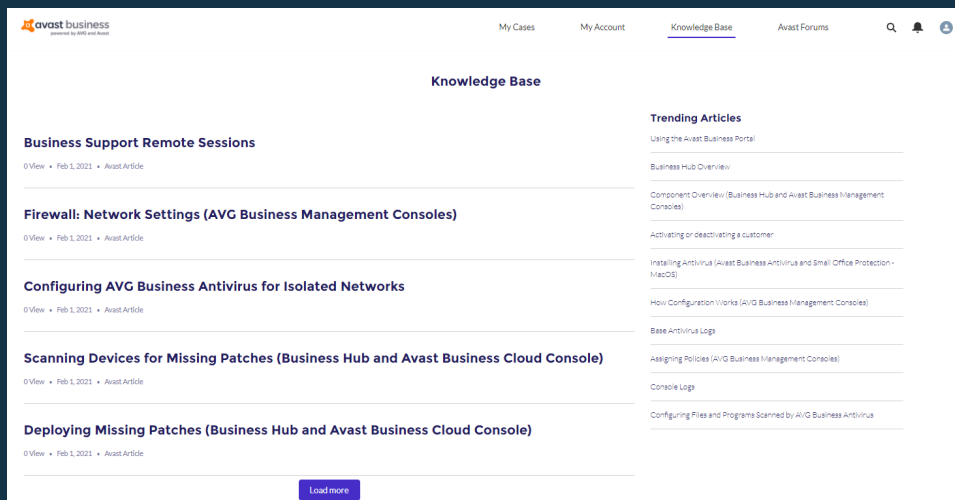 avast business
powered by AVG and Avast
My Cases
My Account
Knowledge Base
Avast Forums
Knowledge Base
Business Support Remote Sessions
0 View • Feb 1, 2021 • Avast Article
Firewall: Network Settings (AVG Business Management Consoles)
0 View • Feb 1, 2021 • Avast Article
Configuring AVG Business Antivirus for Isolated Networks
0 View • Feb 1, 2021 • Avast Article
Scanning Devices for Missing Patches (Business Hub and Avast Business Cloud Console)
0 View • Feb 1, 2021 • Avast Article
Deploying Missing Patches (Business Hub and Avast Business Cloud Console)
0 View • Feb 1, 2021 • Avast Article
Load more
Trending Articles
Using the Avast Business Portal
Business Hub Overview
Component Overview (Business Hub and Avast Business Management
Consoles)
Activating or deactivating a customer
Installing Antivirus (Avast Business Antivirus and Small Office Protection -
MacOS)
How Configuration Works (AVG Business Management Consoles)
Base Antivirus Logs
Assigning Policies (AVG Business Management Consoles)
Console Logs
Configuring Files and Programs Scanned by AVG Business Antivirus